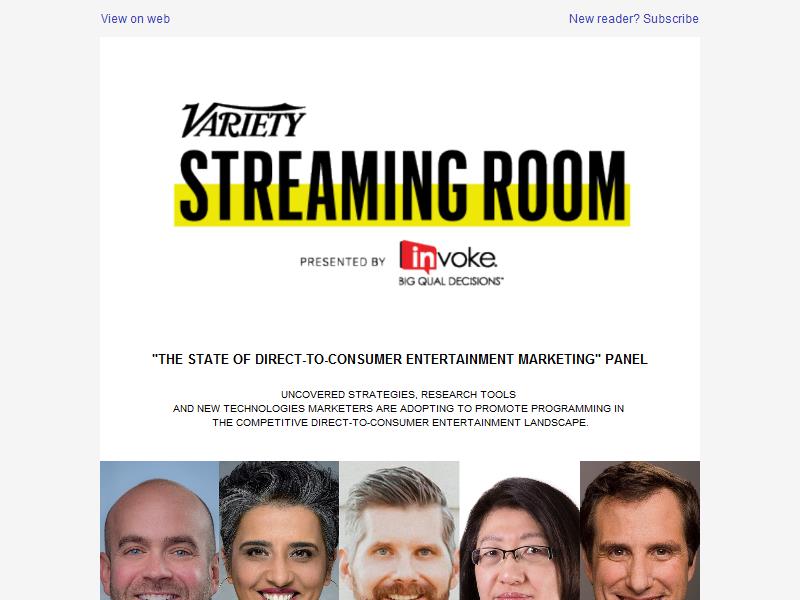 View on web
New reader? Subscribe
VARIETY
STREAMING ROOM
PRESENTED BY invoke.
BIG QUAL DECISIONS™
"THE STATE OF DIRECT-TO-CONSUMER ENTERTAINMENT MARKETING" PANEL
UNCOVERED STRATEGIES, RESEARCH TOOLS
AND NEW TECHNOLOGIES MARKETERS ARE ADOPTING TO PROMOTE PROGRAMMING IN
THE COMPETITIVE DIRECT-TO-CONSUMER ENTERTAINMENT LANDSCAPE.